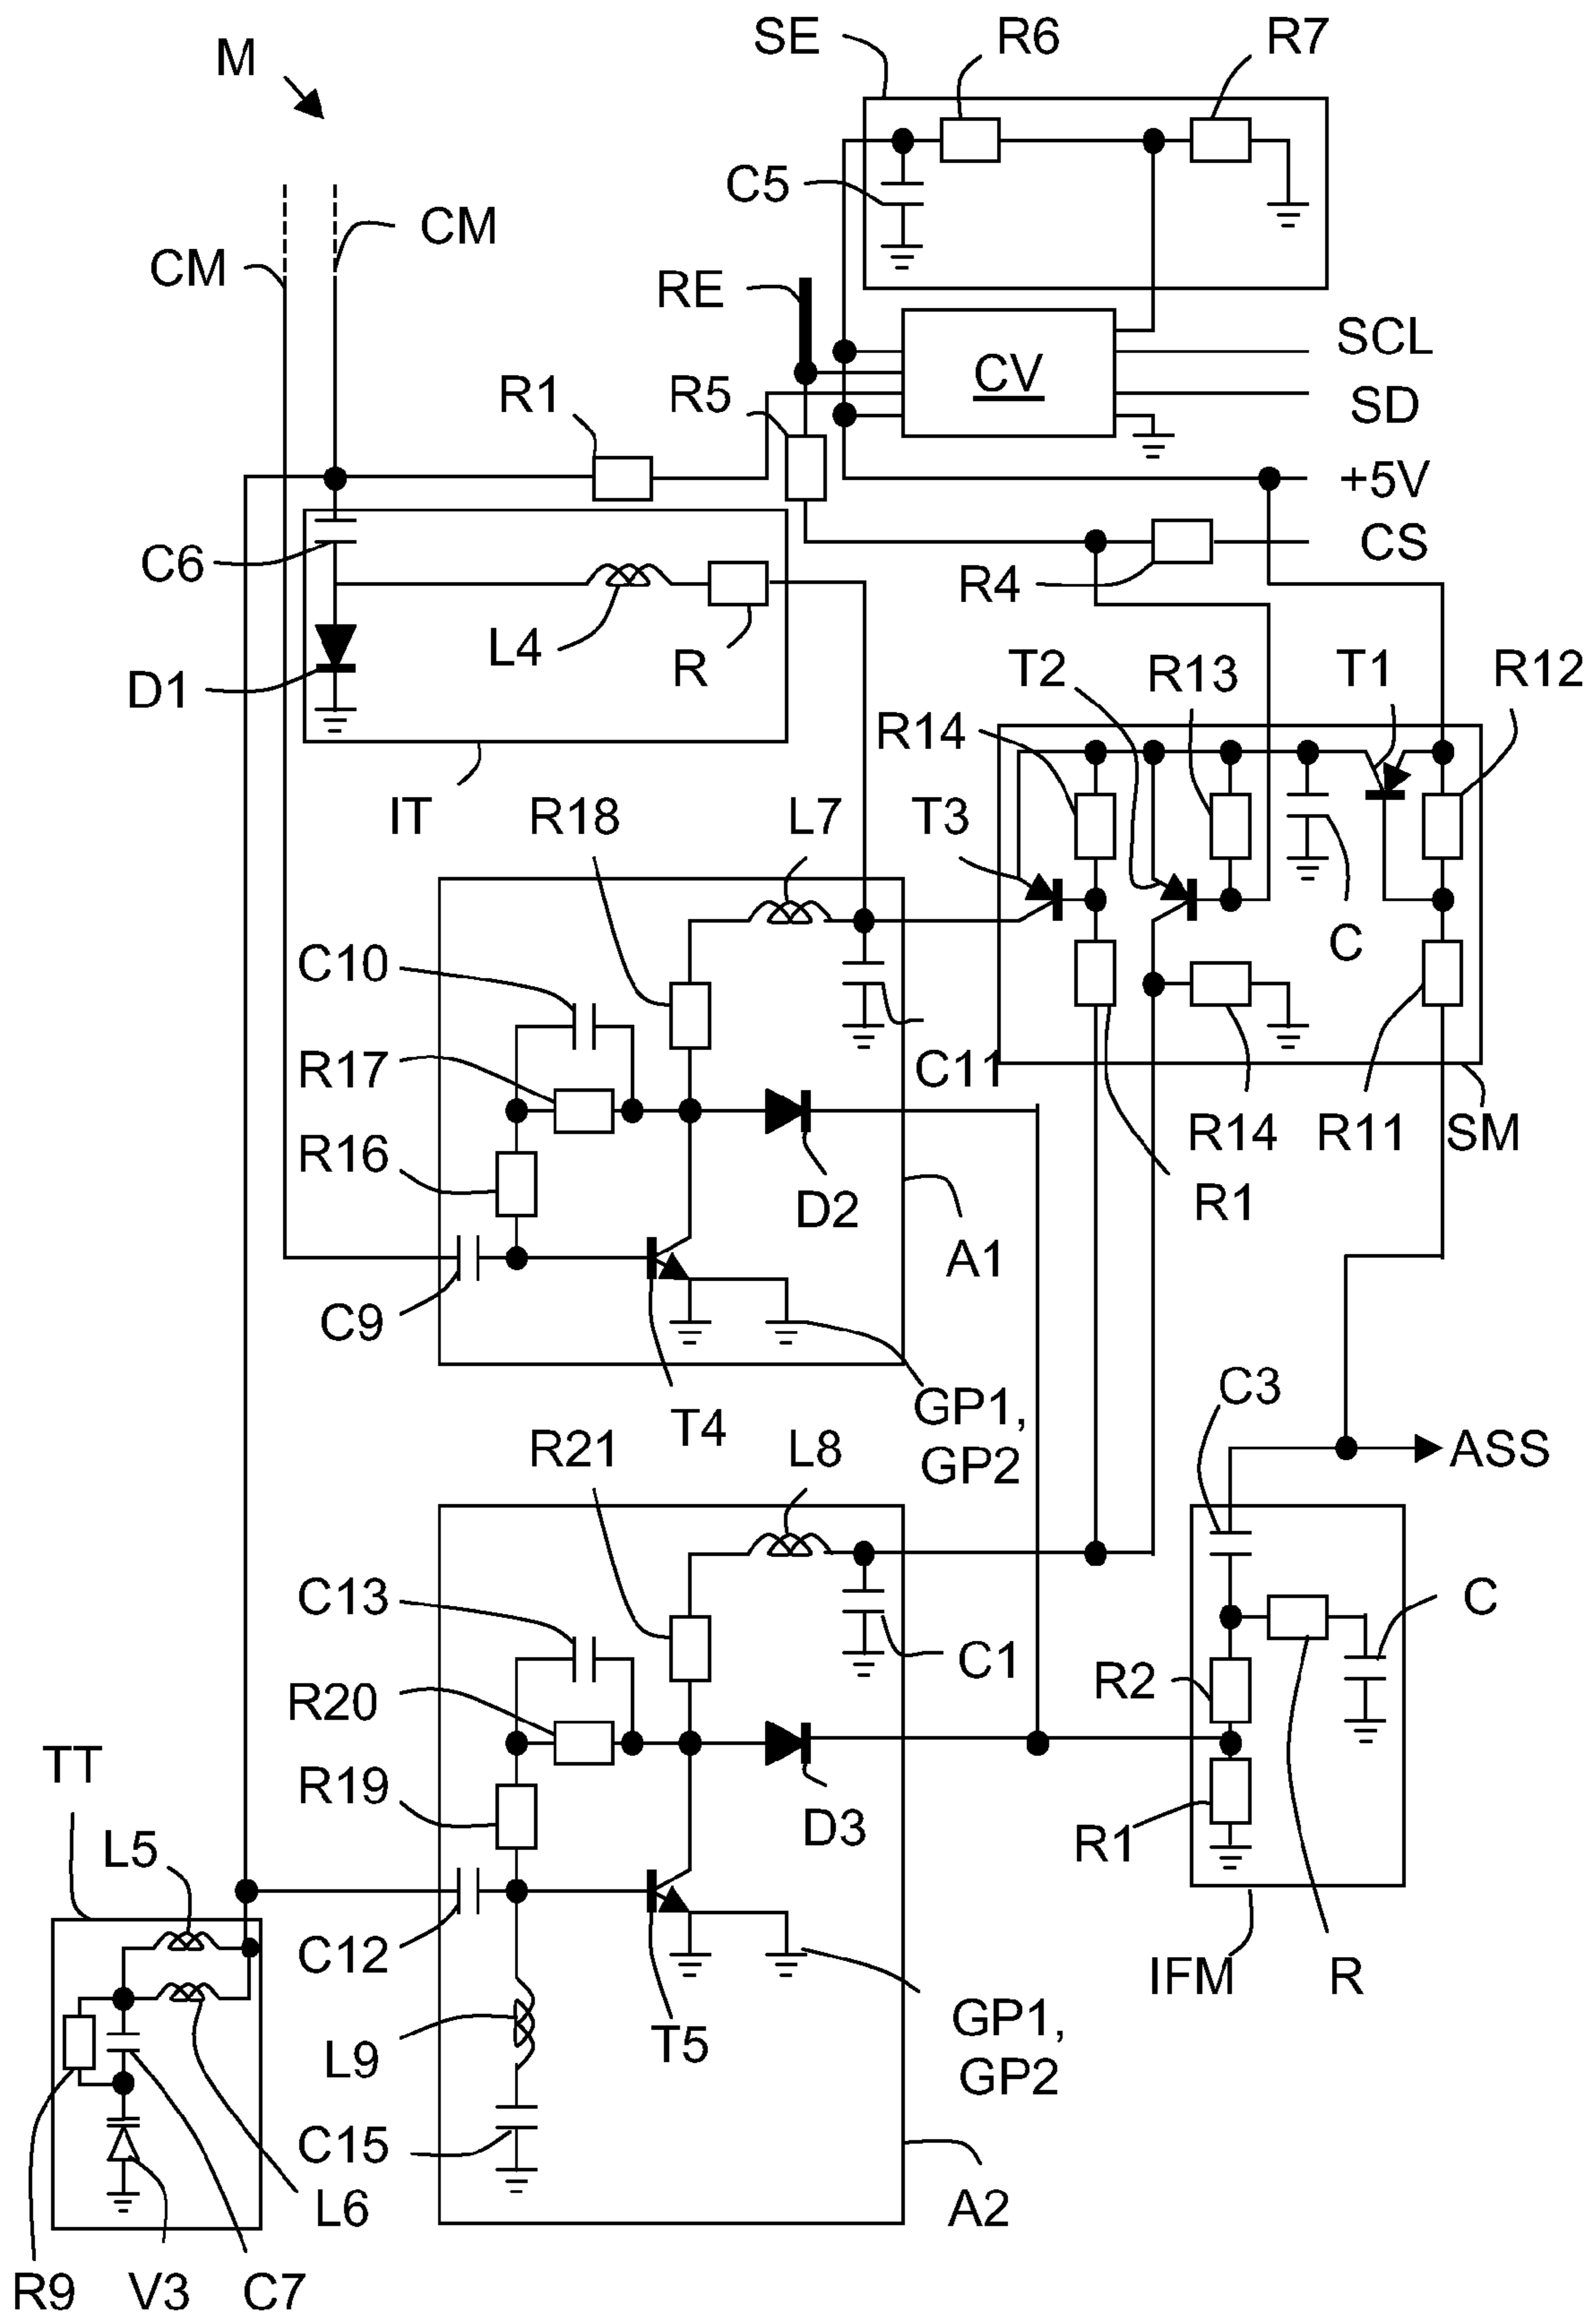 SE
R6
R7
M
C5
CM
CM
RE
SCL
CV
R1
R5
SD
+5V
C6
CS
R4
L4
R
D1
T2
R13
T1
R12
R14
IT
R18
L7
T3
C
C10
C11
R17
R14
R11
SM
R16
D2
R1
A1
C9
C3
GP1,
GP2
T4
R21
L8
ASS
C13
C
C1
R2
R20
TT
R19
D3
R1
L5
C12
IFM
R
GP1,
GP2
L9
T5
C15
L6
A2
R9
V3
C7